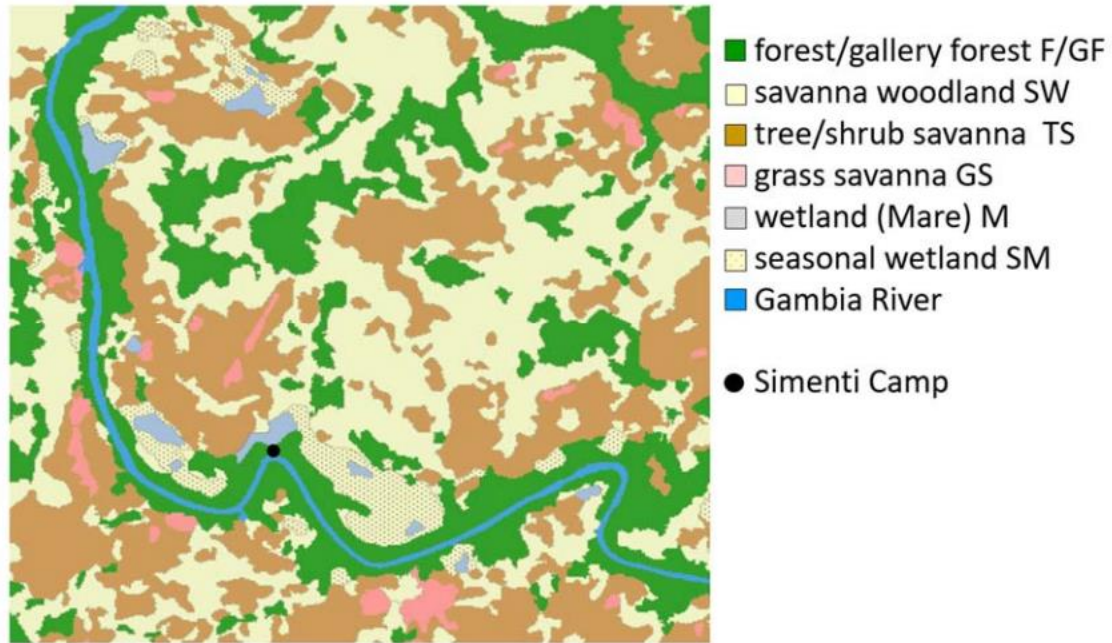 forest/gallery forest F/GF
savanna woodland SW
tree/shrub savanna TS
grass savanna GS
wetland (Mare) M
seasonal wetland SM
Gambia River
Simenti Camp